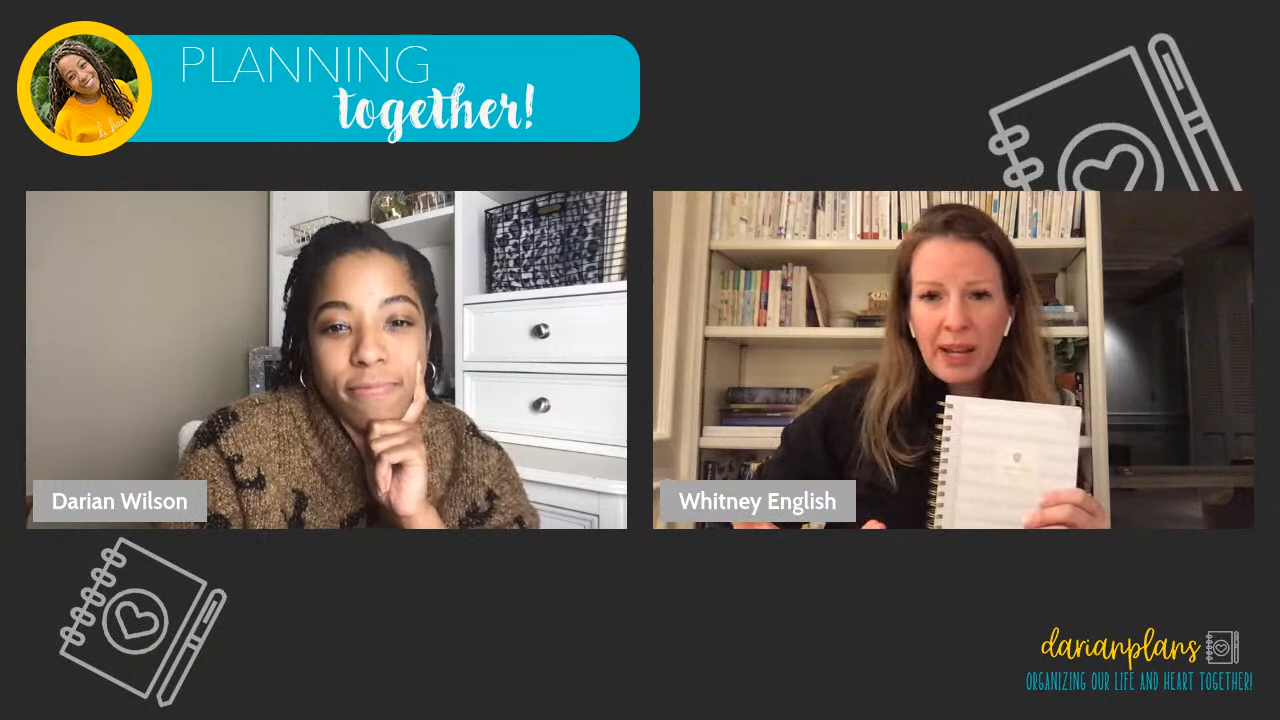 PLANNING
together!
Darian Wilson
Whitney English
darianplans
ORGANIZING OUR LIFE AND HEART TOGETHER!